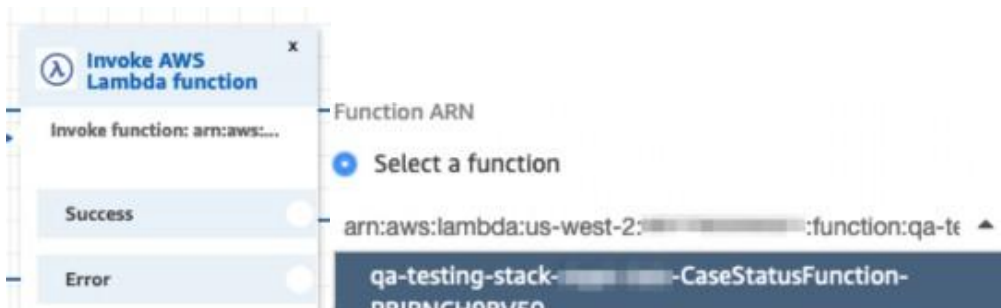 x
Invoke AWS
Lambda function
Invoke function: arn:aws:...
Success
Error
Function ARN
Select a function
arn:aws:lambda:us-west-2: :function:qa-te
qa-testing-stack- -CaseStatusFunction-